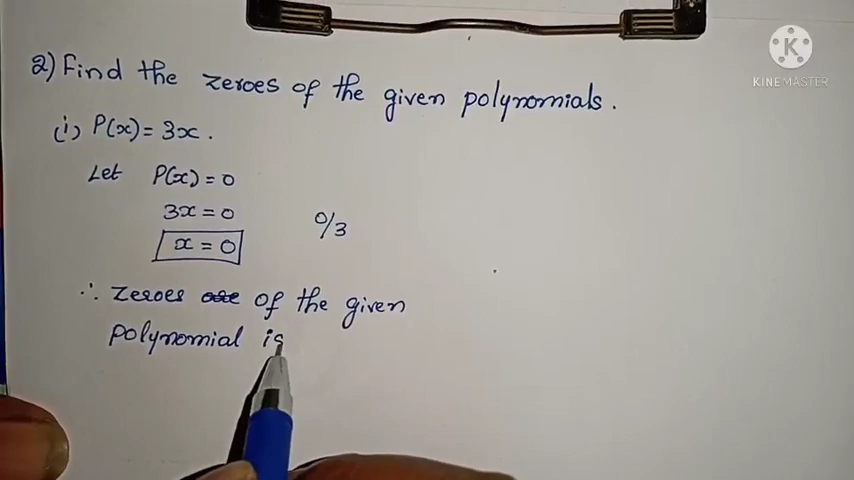 2) Find the zeroes of the given polynomials.
(i) P(x) = 3x.
Let P(x) = 0
3x = 0
0/3
x = 0
∴ zeroes of the given
polynomial is
K
KINEMASTER